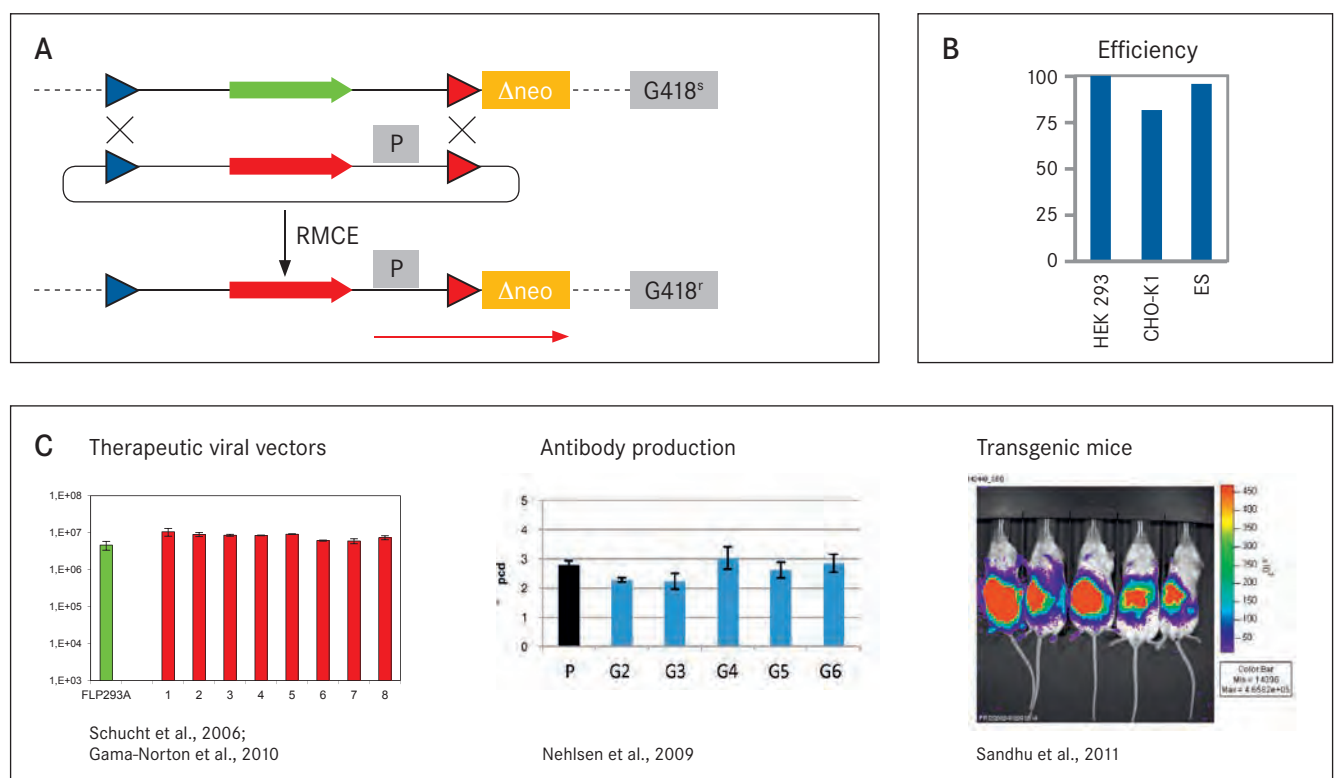 A
Δneo
G418s
P
RMCE
P
Δneo
G418r
B
Efficiency
100
75
50
25
0
HEK 293
CHO-K1
ES
C
Therapeutic viral vectors
1,E+08
1,E+07
1,E+06
1,E+05
1,E+04
1,E+03
FLP293A 1 2 3 4 5 6 7 8
Schucht et al., 2006;
Gama-Norton et al., 2010
Antibody production
5
4
3
2
1
0
pcd
P G2 G3 G4 G5 G6
Nehlsen et al., 2009
Transgenic mice
450
400
350
300
250
200
150
100
50
Color Bar
Min = 14396
Sandhu et al., 2011